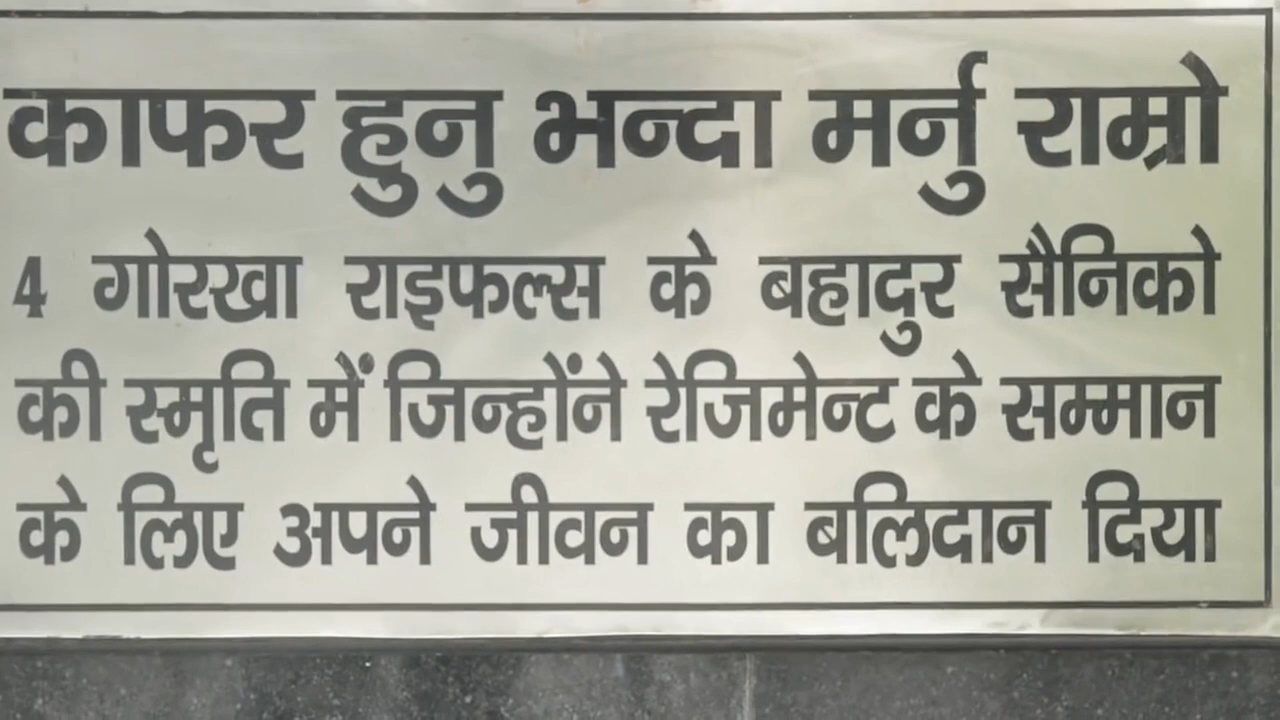 काफर हुनु भन्दा मर्नु राम्रो
4 गोरखा राइफल्स के बहादुर सैनिको
की स्मृति में जिन्होंने रेजिमेन्ट के सम्मान
के लिए अपने जीवन का बलिदान दिया